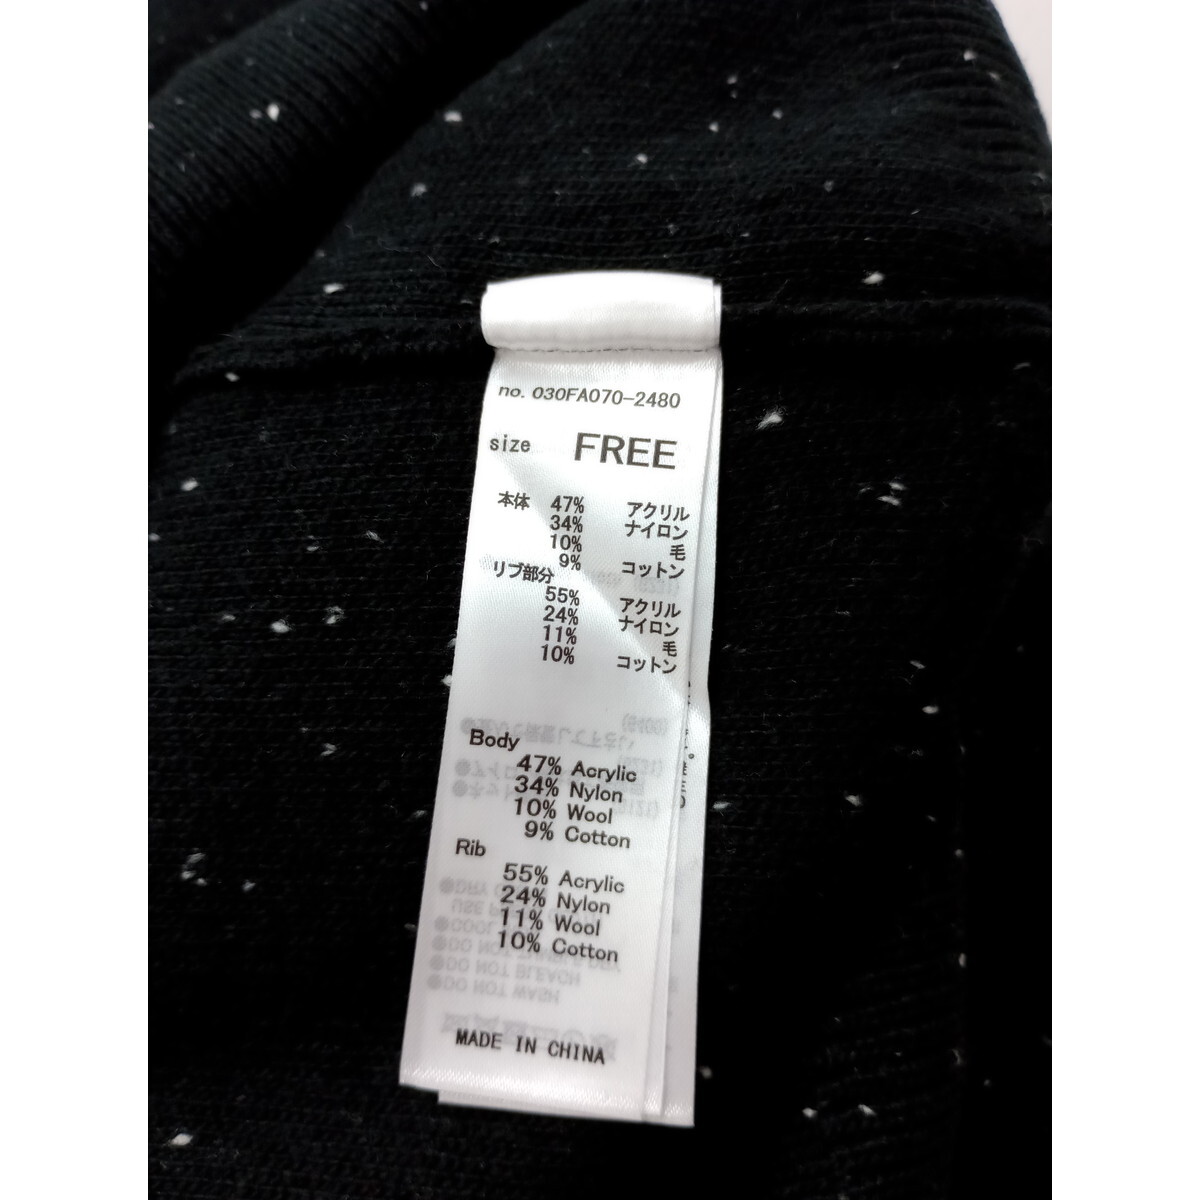 no. 030FA070-2480
size FREE
本体 47% アクリル
34% ナイロン
10% 毛
9% コットン
リブ部分
55% アクリル
24% ナイロン
11% 毛
10% コットン
Body
47% Acrylic
34% Nylon
10% Wool
9% Cotton
Rib
55% Acrylic
24% Nylon
11% Wool
10% Cotton
MADE IN CHINA